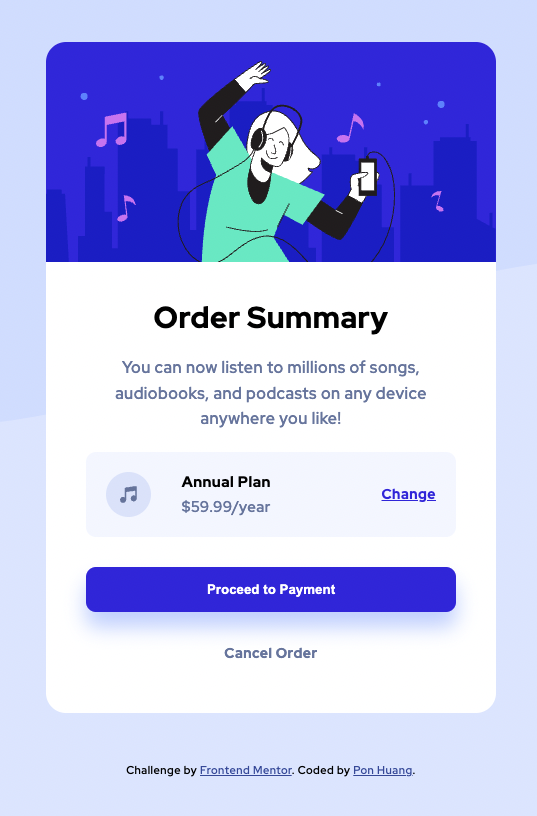 Order Summary
You can now listen to millions of songs,
audiobooks, and podcasts on any device
anywhere you like!
Annual Plan
$59.99/year
Change
Proceed to Payment
Cancel Order
Challenge by Frontend Mentor. Coded by Pon Huang.